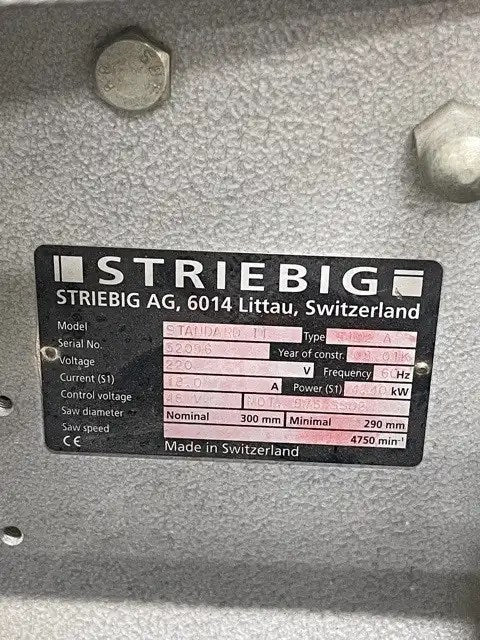 STRIEBIG
STRIEBIG AG, 6014 Littau, Switzerland
Model STANDARD II Type A
Serial No. Year of constr.
Voltage 220 V Frequency 60 Hz
Current (S1) A Power (S1) kW
Control voltage
Saw diameter Nominal 300 mm Minimal 290 mm
Saw speed 4750 min⁻¹
CE Made in Switzerland